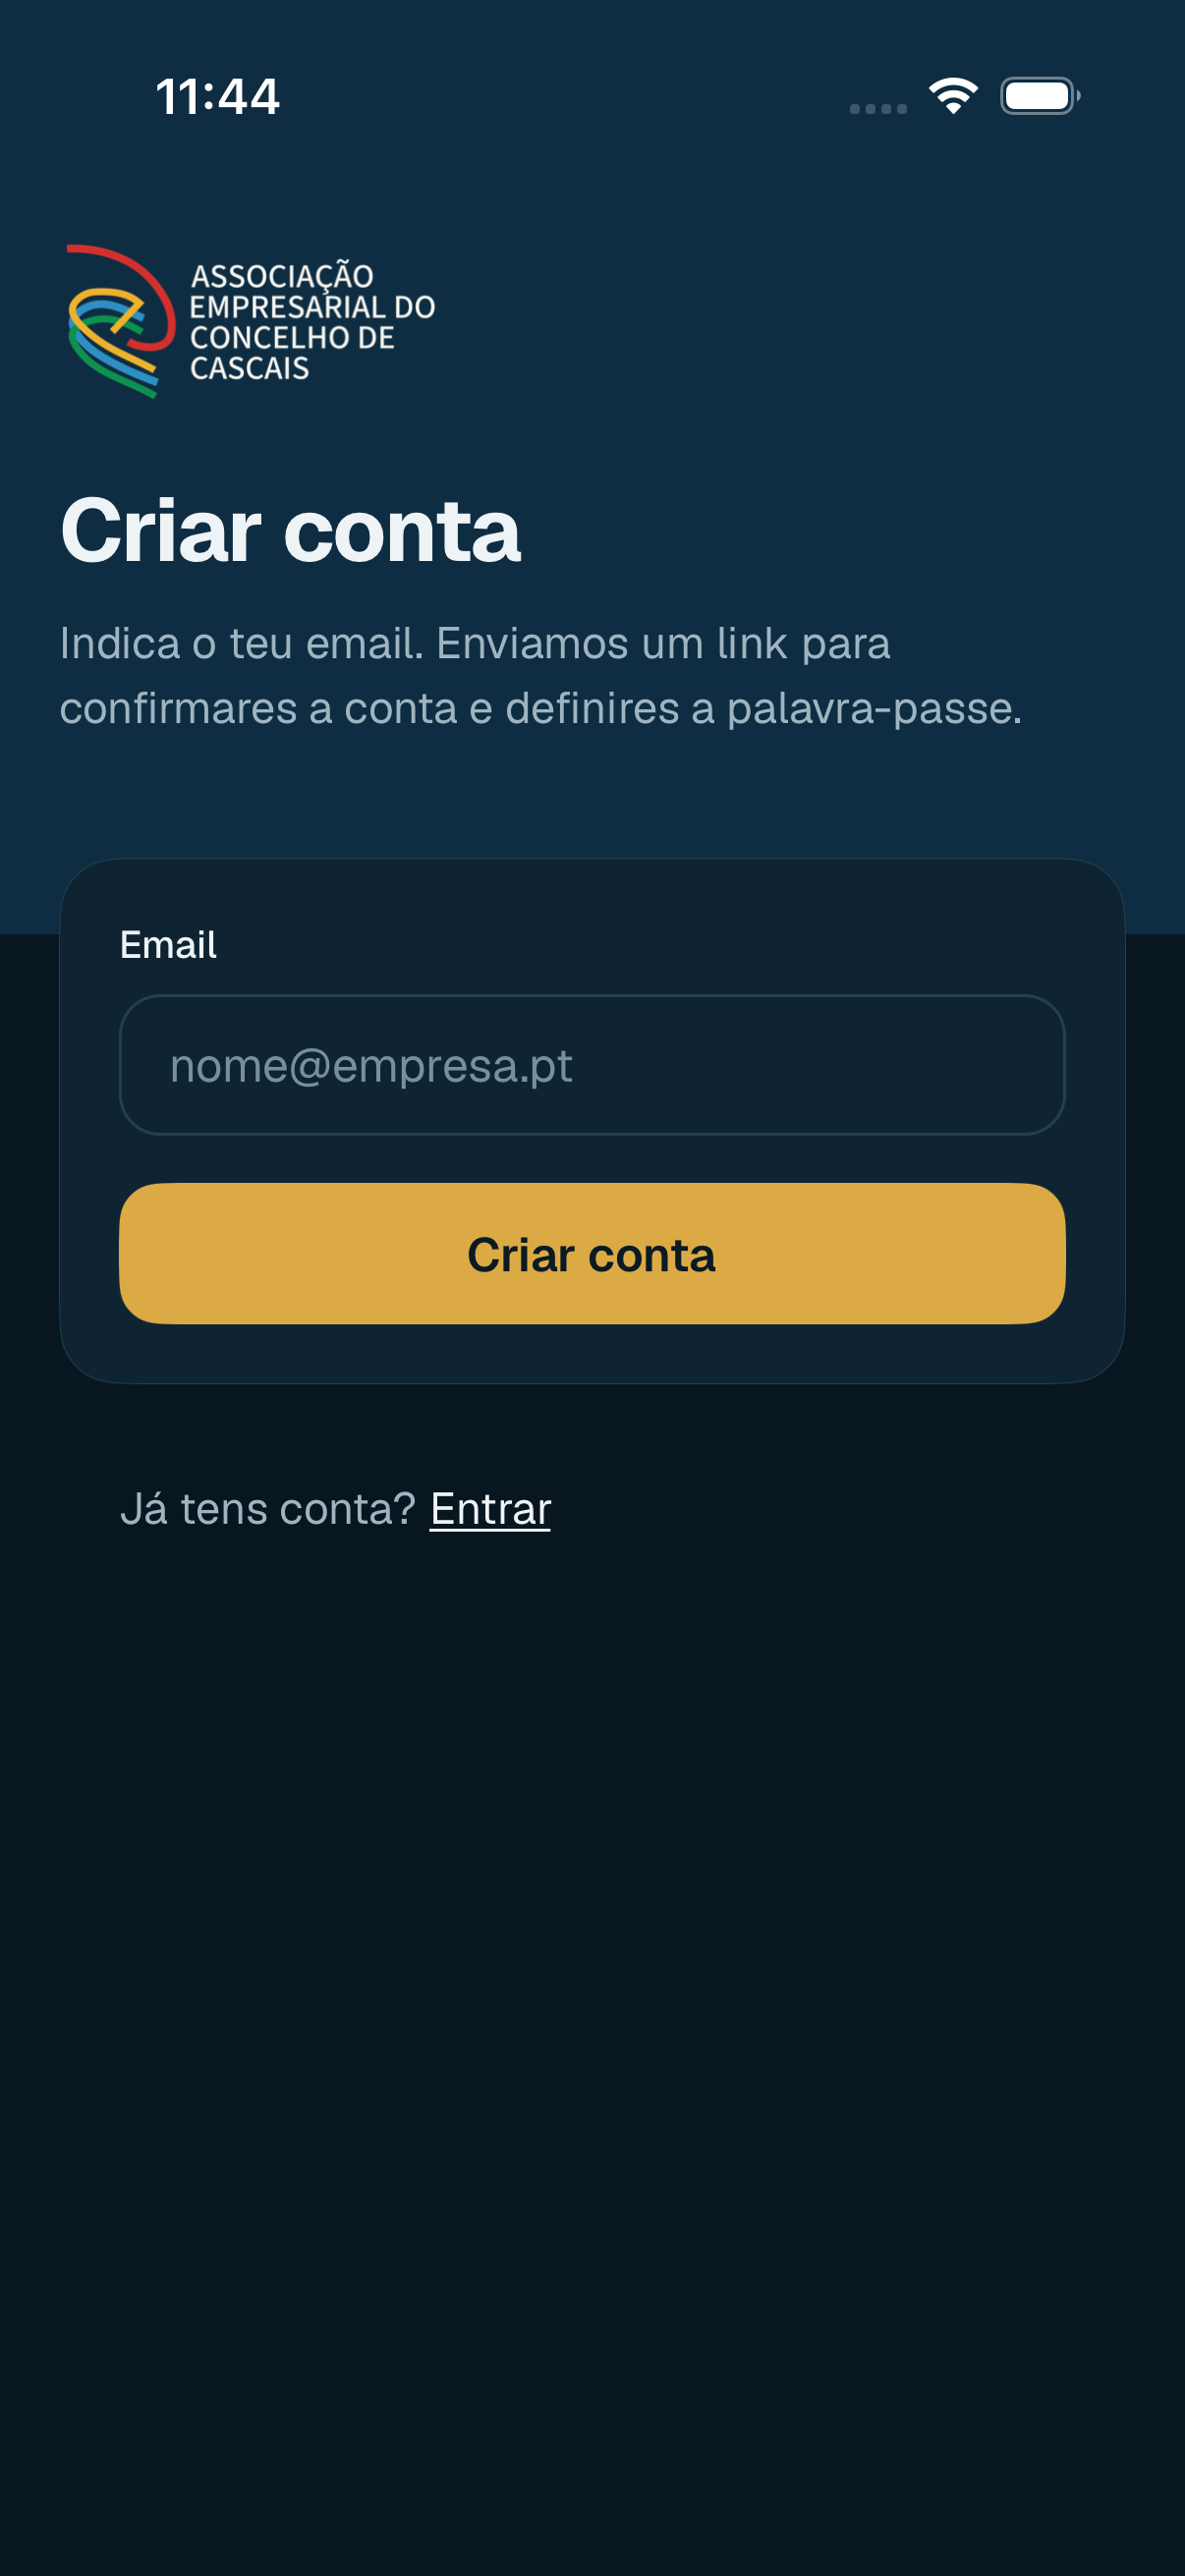 11:44
ASSOCIAÇÃO
EMPRESARIAL DO
CONCELHO DE
CASCAIS
Criar conta
Indica o teu email. Enviamos um link para
confirmares a conta e definires a palavra-passe.
Email
nome@empresa.pt
Criar conta
Já tens conta? Entrar